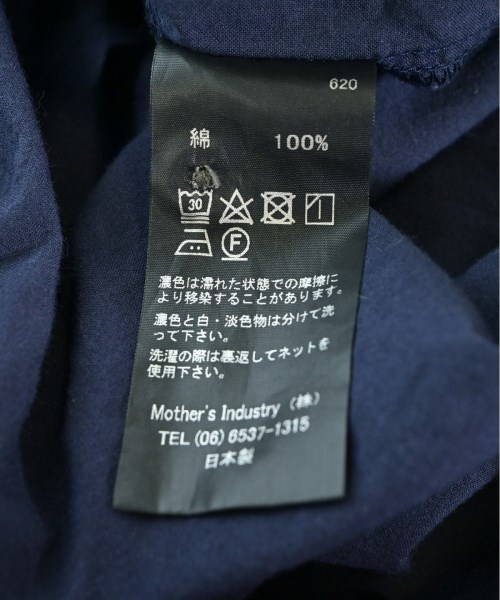 620
綿 100%
30
F
濃色は濡れた状態での摩擦に
より移染することがあります。
濃色と白・淡色物は分けて洗
って下さい。
洗濯の際は裏返してネットを
使用下さい。
Mother's Industry (株)
TEL (06) 6537-1315
日本製